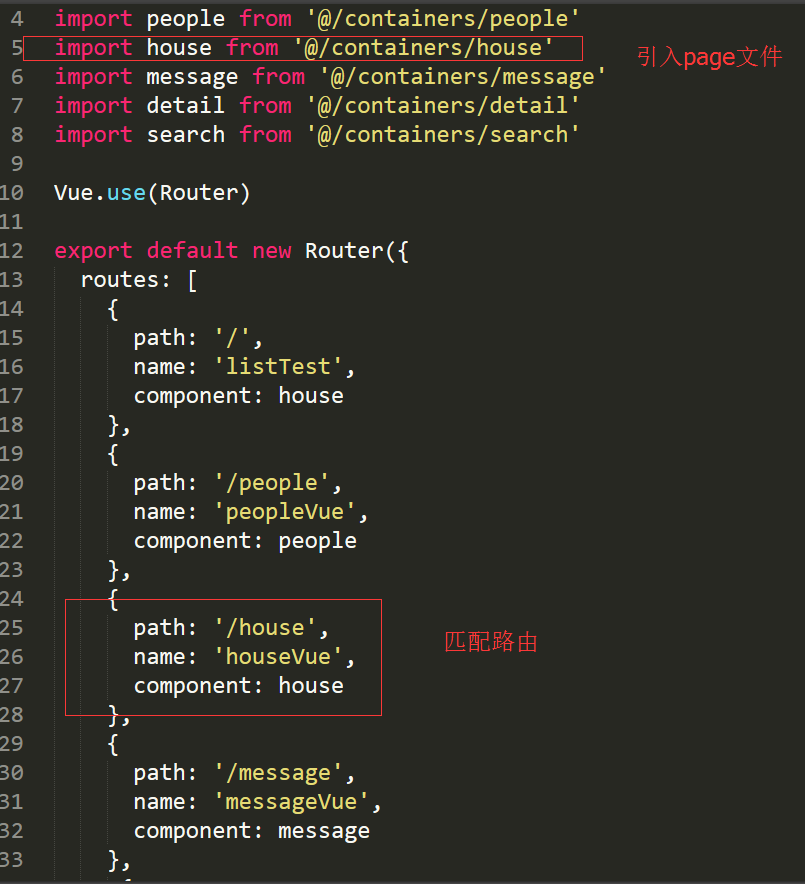 4 import people from '@/containers/people'
5 import house from '@/containers/house' 引入page文件
6 import message from '@/containers/message'
7 import detail from '@/containers/detail'
8 import search from '@/containers/search'
9
10 Vue.use(Router)
11
12 export default new Router({
13 routes: [
14 {
15 path: '/',
16 name: 'listTest',
17 component: house
18 },
19 {
20 path: '/people',
21 name: 'peopleVue',
22 component: people
23 },
24 {
25 path: '/house', 匹配路由
26 name: 'houseVue',
27 component: house
28 },
29 {
30 path: '/message',
31 name: 'messageVue',
32 component: message
33 },